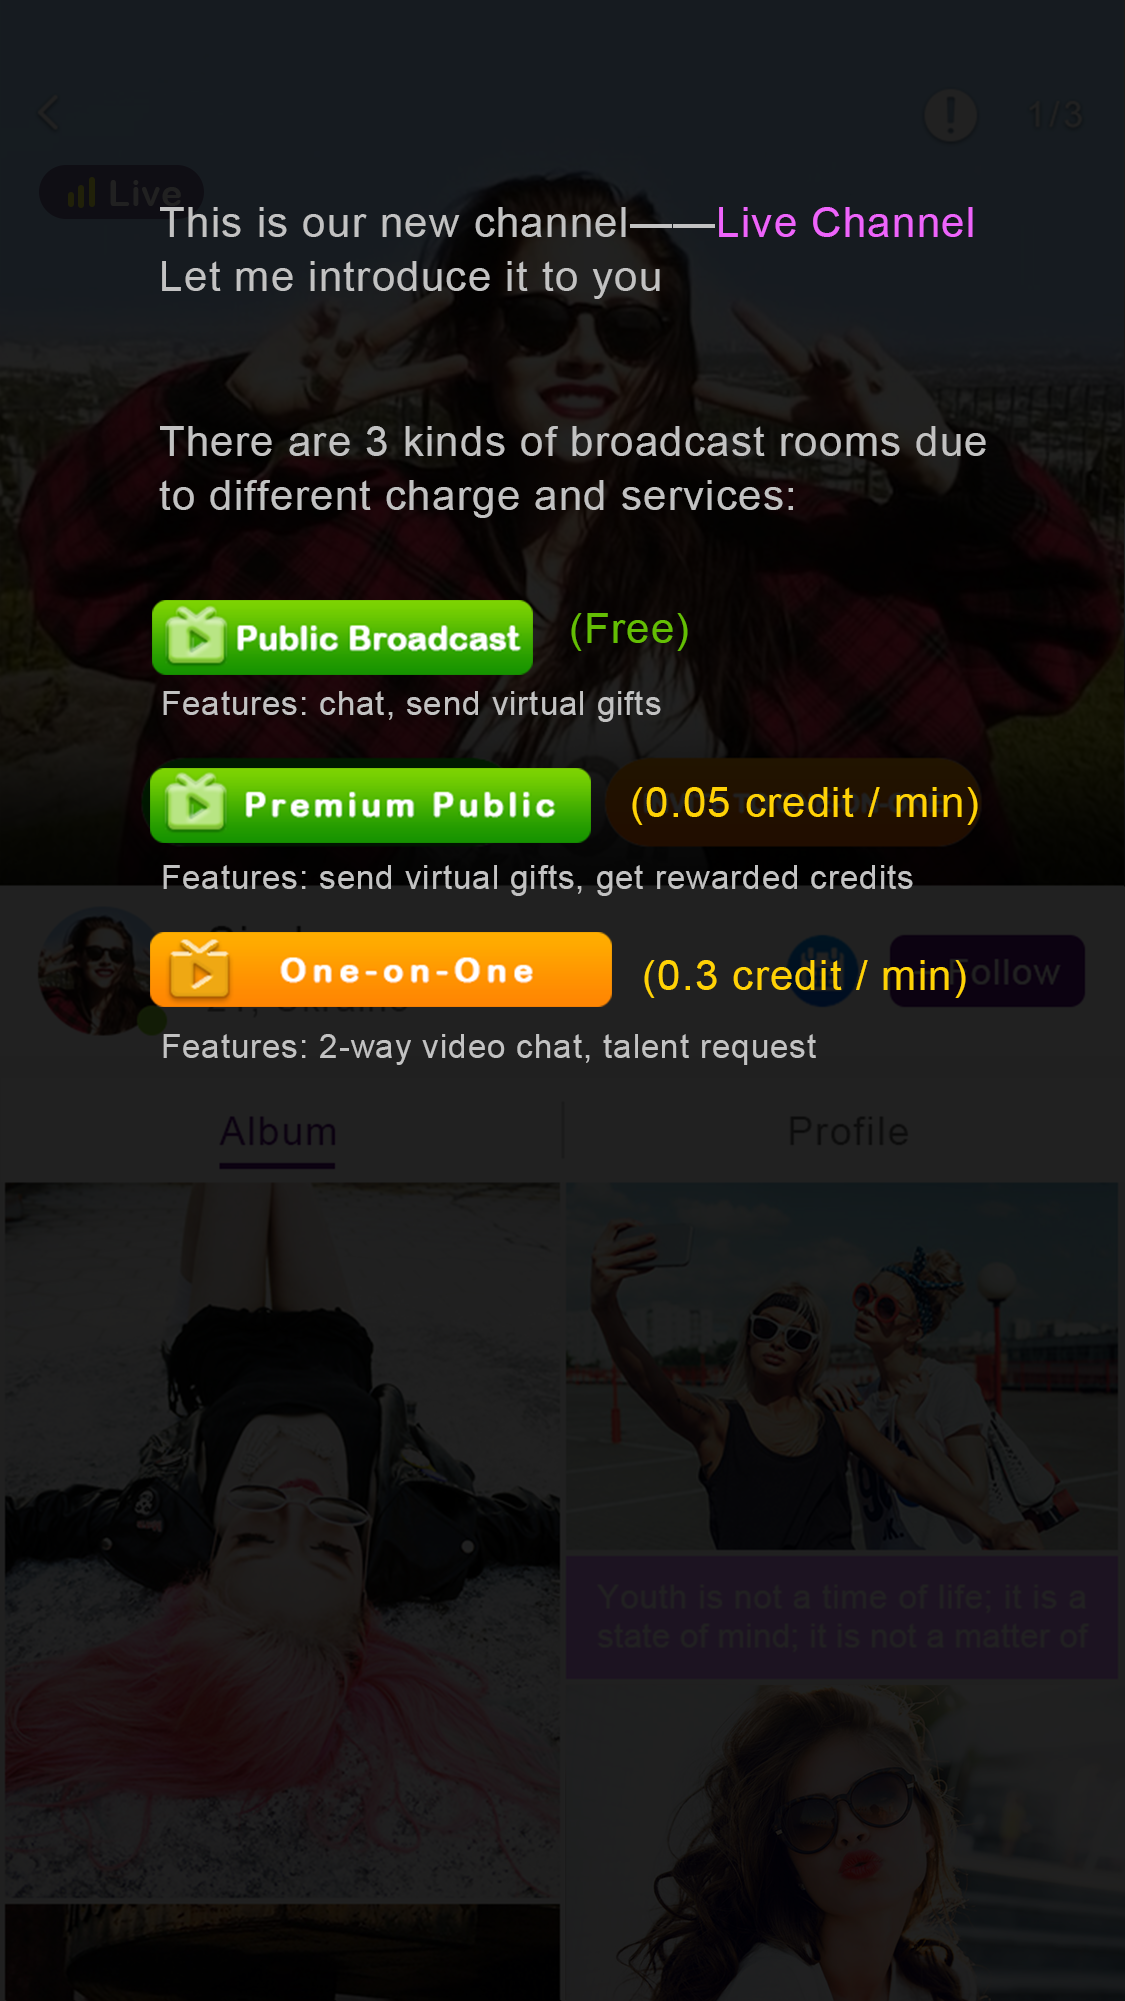 1/3
Live
This is our new channel——Live Channel
Let me introduce it to you
There are 3 kinds of broadcast rooms due
to different charge and services:
Public Broadcast (Free)
Features: chat, send virtual gifts
Premium Public (0.05 credit / min)
Features: send virtual gifts, get rewarded credits
One-on-One (0.3 credit / min)
Follow
Features: 2-way video chat, talent request
Album Profile
Youth is not a time of life; it is a
state of mind; it is not a matter of